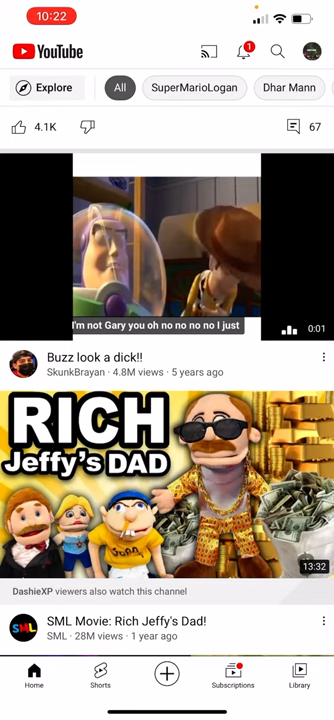 10:22
YouTube
1
Explore
All
SuperMarioLogan
Dhar Mann
4.1K
67
I'm not Gary you oh no no no no I just
0:01
Buzz look a dick!!
SkunkBrayan · 4.8M views · 5 years ago
RICH
Jeffy's DAD
13:32
DashieXP viewers also watch this channel
SML
SML Movie: Rich Jeffy's Dad!
SML · 28M views · 1 year ago
Home
Shorts
Subscriptions
Library